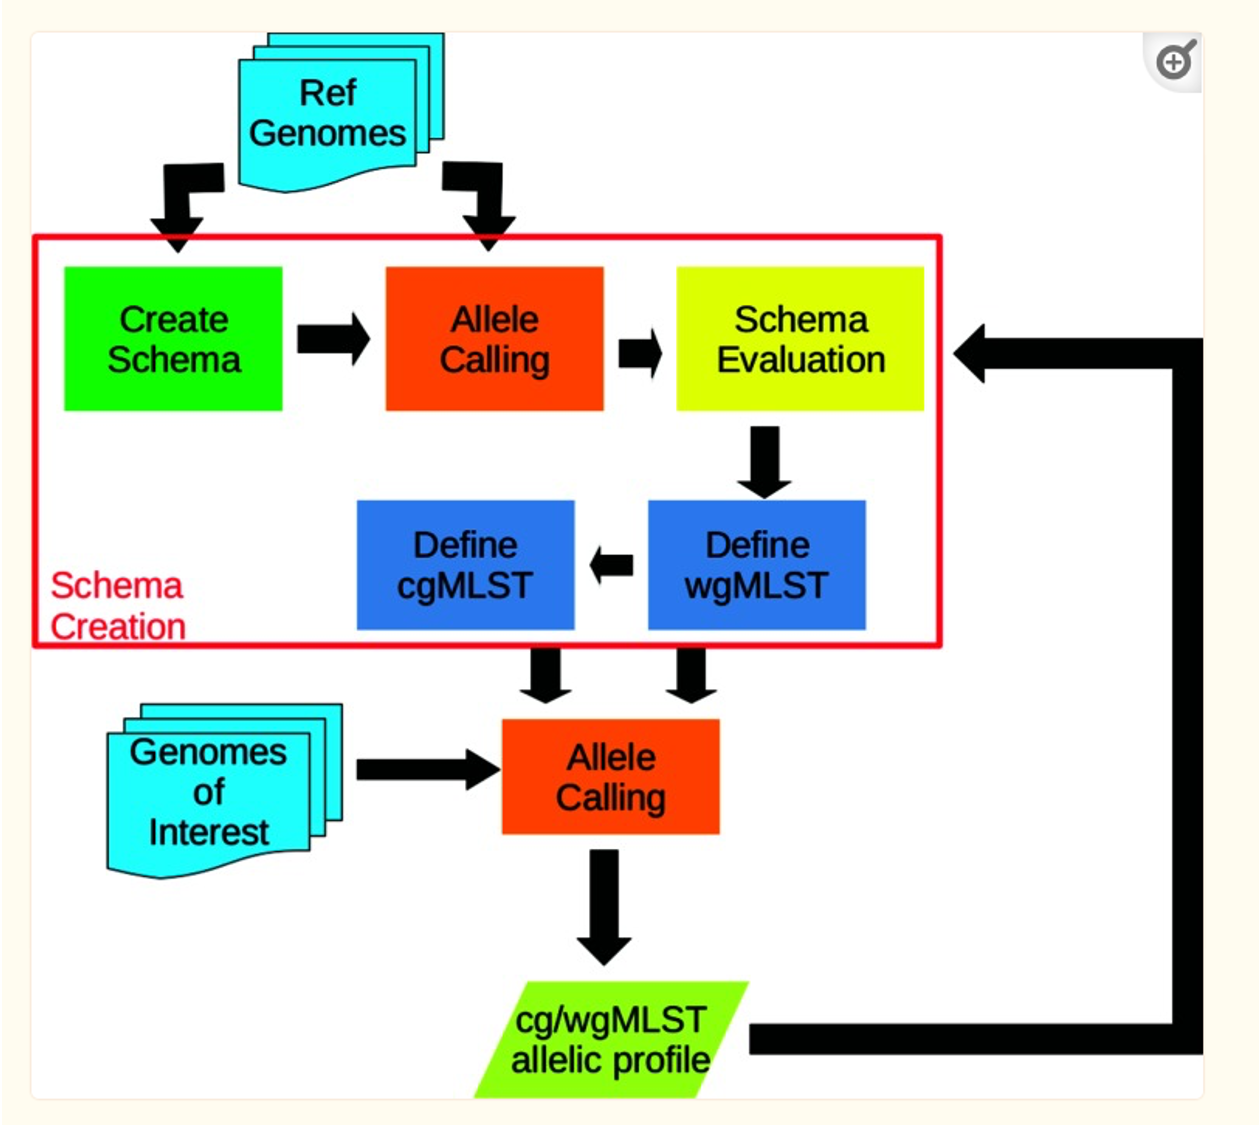 Ref
Genomes
Create
Schema
Allele
Calling
Schema
Evaluation
Define
cgMLST
Define
wgMLST
Schema
Creation
Genomes
of
Interest
Allele
Calling
cg/wgMLST
allelic profile